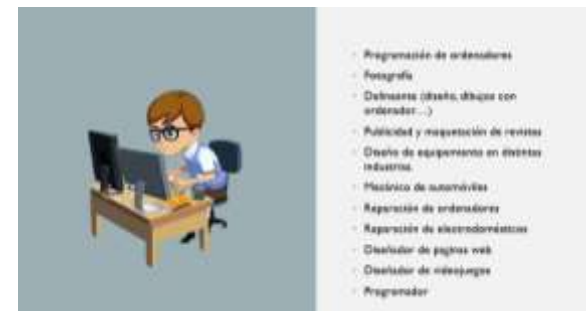 Programación de ordenadores
Fotografía
Delineante (diseño, dibujos con
ordenador…)
Publicidad y maquetación de revistas
Diseño de equipamiento en distintas
industrias.
Mecánico de automóviles
Reparación de ordenadores
Reparación de electrodomésticos
Diseñador de paginas web
Diseñador de videojuegos
Programador